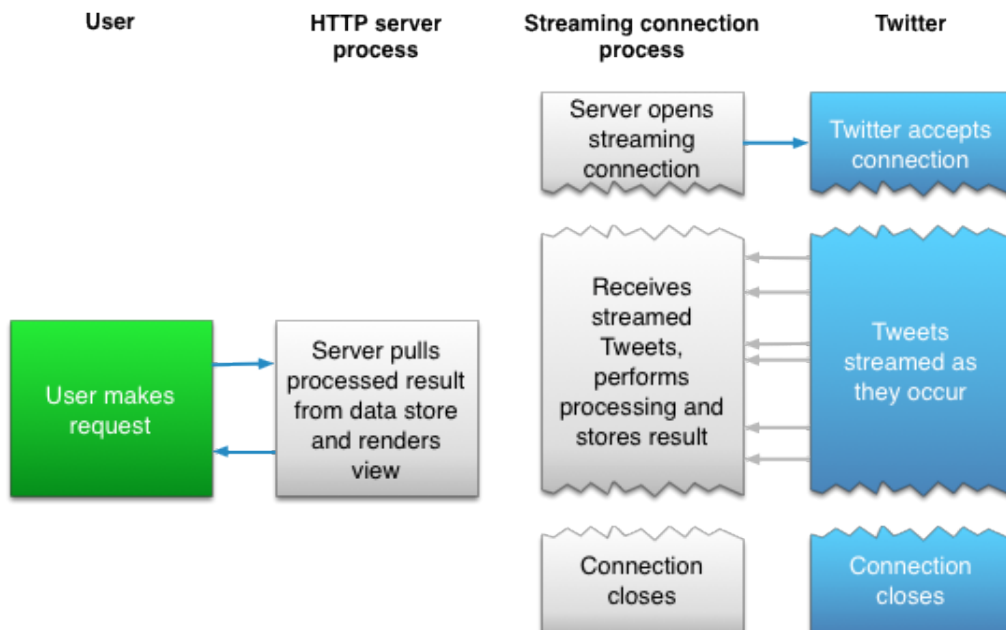 User
HTTP server
process
Streaming connection
process
Twitter
Server opens
streaming
connection
Twitter accepts
connection
User makes
request
Server pulls
processed result
from data store
and renders
view
Receives
streamed
Tweets,
performs
processing and
stores result
Tweets
streamed as
they occur
Connection
closes
Connection
closes